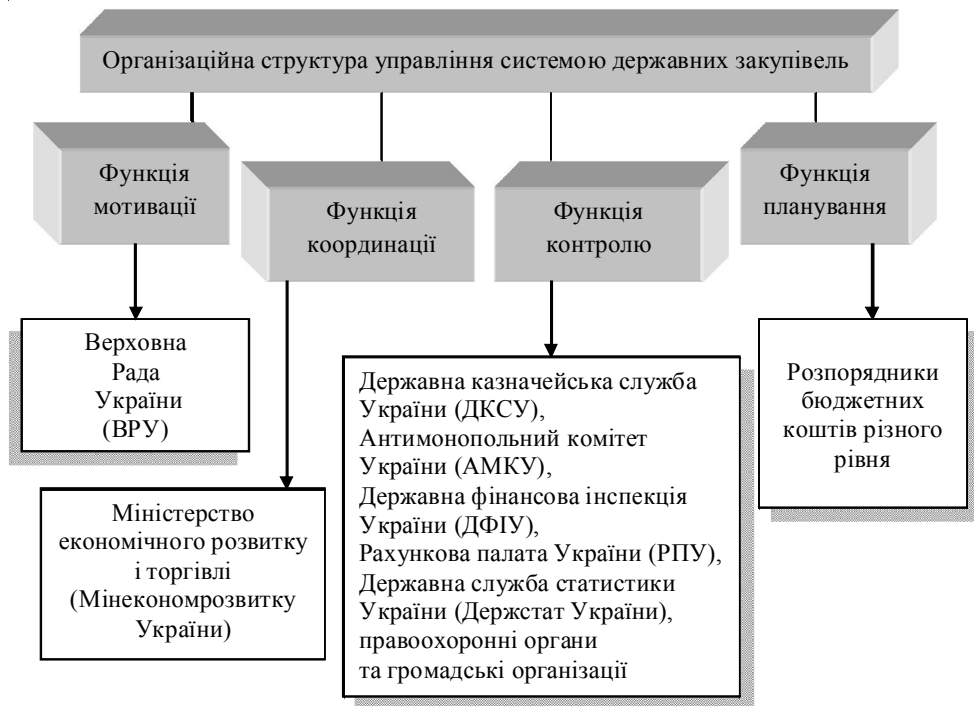 Організаційна структура управління системою державних закупівель
Функція
мотивації
Функція
координації
Функція
контролю
Функція
планування
Верховна
Рада
України
(ВРУ)
Міністерство
економічного розвитку
і торгівлі
(Мінекономрозвитку
України)
Державна казначейська служба
України (ДКСУ),
Антимонопольний комітет
України (АМКУ),
Державна фінансова інспекція
України (ДФІУ),
Рахункова палата України (РПУ),
Державна служба статистики
України (Держстат України),
правоохоронні органи
та громадські організації
Розпорядники
бюджетних
коштів різного
рівня